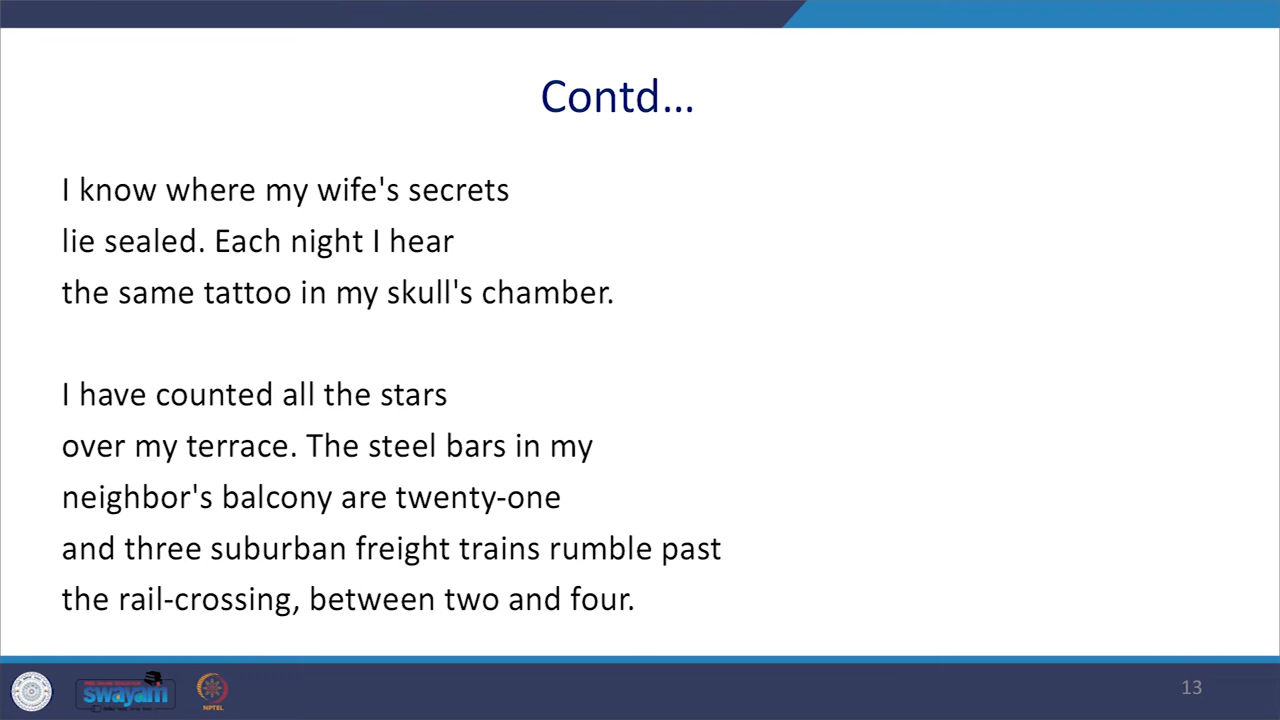 Contd...
I know where my wife's secrets
lie sealed. Each night I hear
the same tattoo in my skull's chamber.
I have counted all the stars
over my terrace. The steel bars in my
neighbor's balcony are twenty-one
and three suburban freight trains rumble past
the rail-crossing, between two and four.
swayam
NPTEL
13